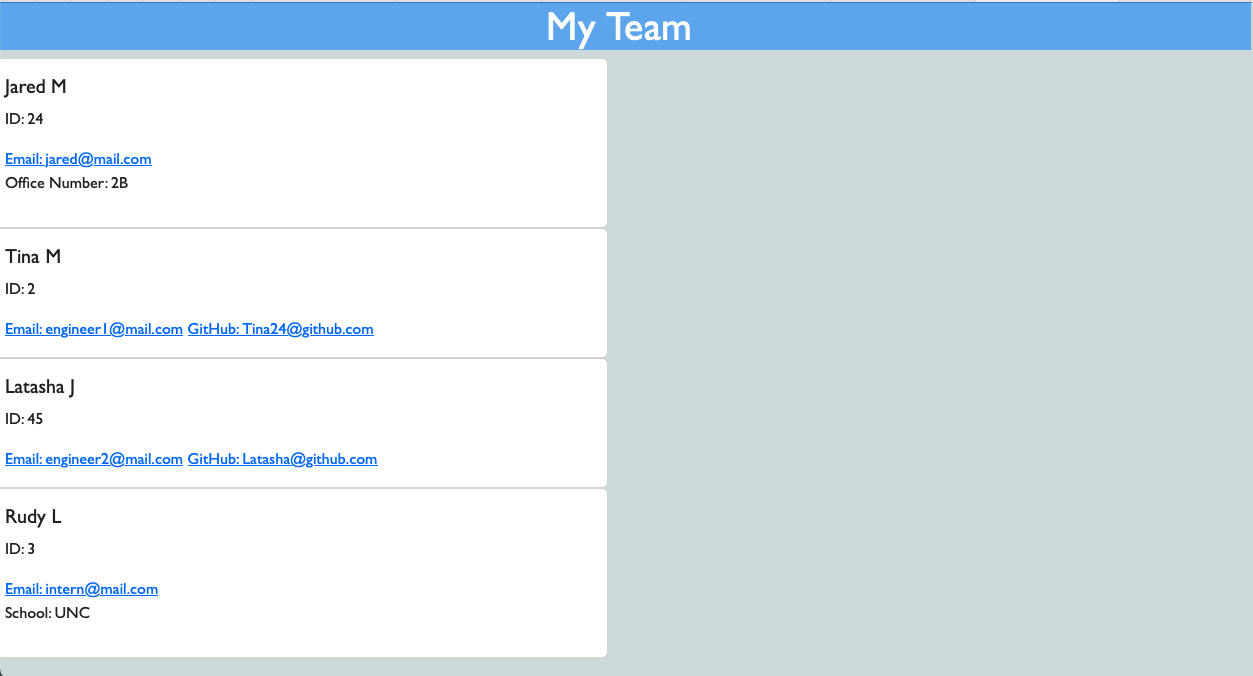 My Team
Jared M
ID: 24
Email: jared@mail.com
Office Number: 2B
Tina M
ID: 2
Email: engineer1@mail.com GitHub: Tina24@github.com
Latasha J
ID: 45
Email: engineer2@mail.com GitHub: Latasha@github.com
Rudy L
ID: 3
Email: intern@mail.com
School: UNC